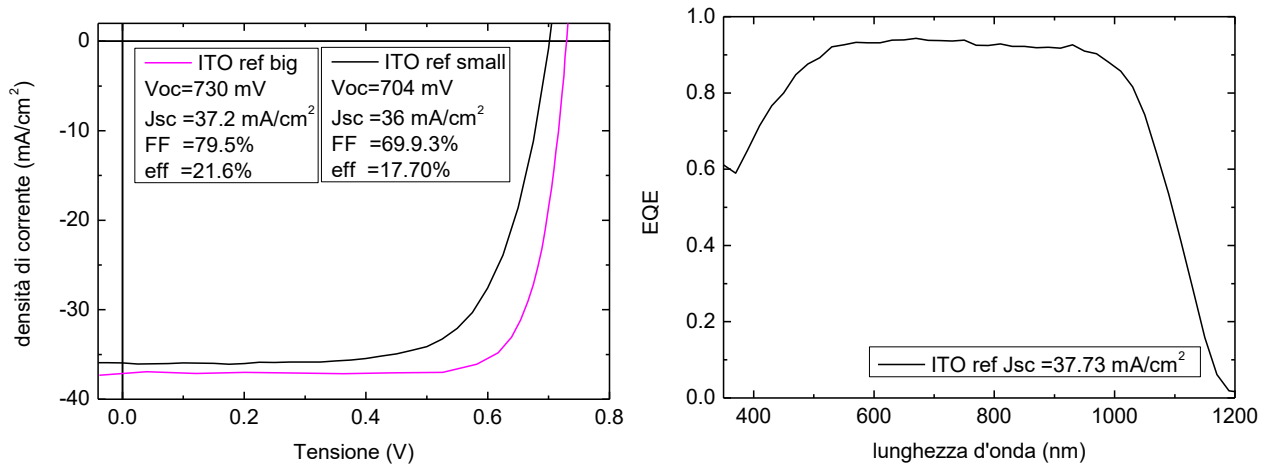 densità di corrente (mA/cm²)
0
-10
-20
-30
-40
ITO ref big
Voc=730 mV
Jsc=37.2 mA/cm²
FF =79.5%
eff =21.6%
ITO ref small
Voc=704 mV
Jsc=36 mA/cm²
FF =69.9.3%
eff =17.70%
0.0 0.2 0.4 0.6 0.8
Tensione (V)
EQE
1.0
0.8
0.6
0.4
0.2
0.0
ITO ref Jsc =37.73 mA/cm²
400 600 800 1000 1200
lunghezza d'onda (nm)